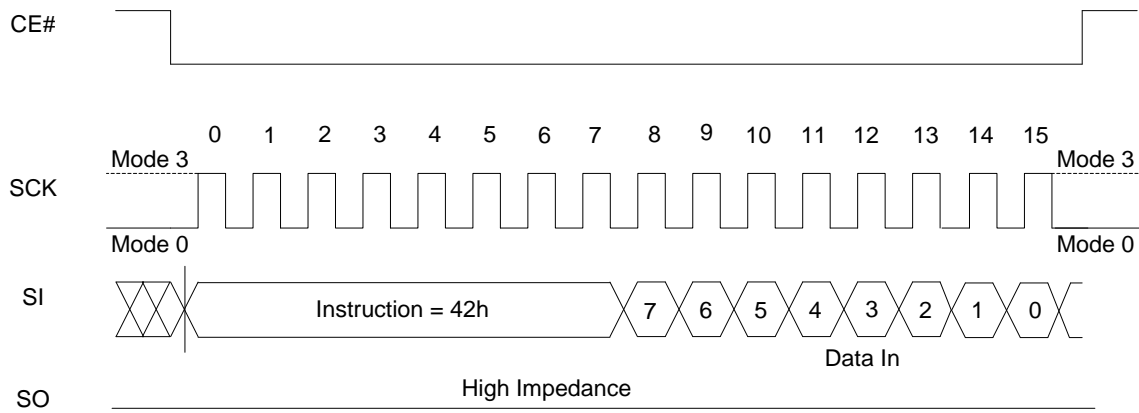 CE#
0 1 2 3 4 5 6 7 8 9 10 11 12 13 14 15
Mode 3 Mode 3
SCK
Mode 0 Mode 0
SI Instruction = 42h 7 6 5 4 3 2 1 0
Data In
High Impedance
SO